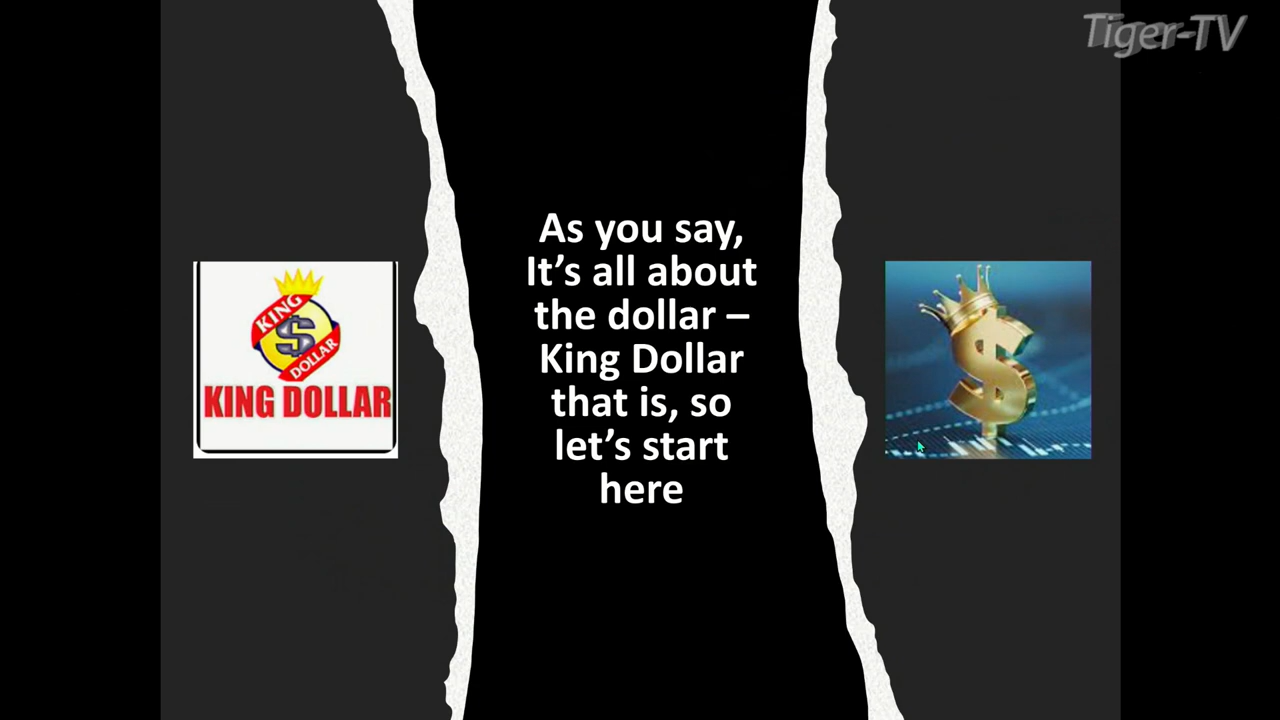 Tiger-TV
As you say,
It's all about
the dollar –
King Dollar
that is, so
let's start
here
KING
$
DOLLAR
KING DOLLAR
$